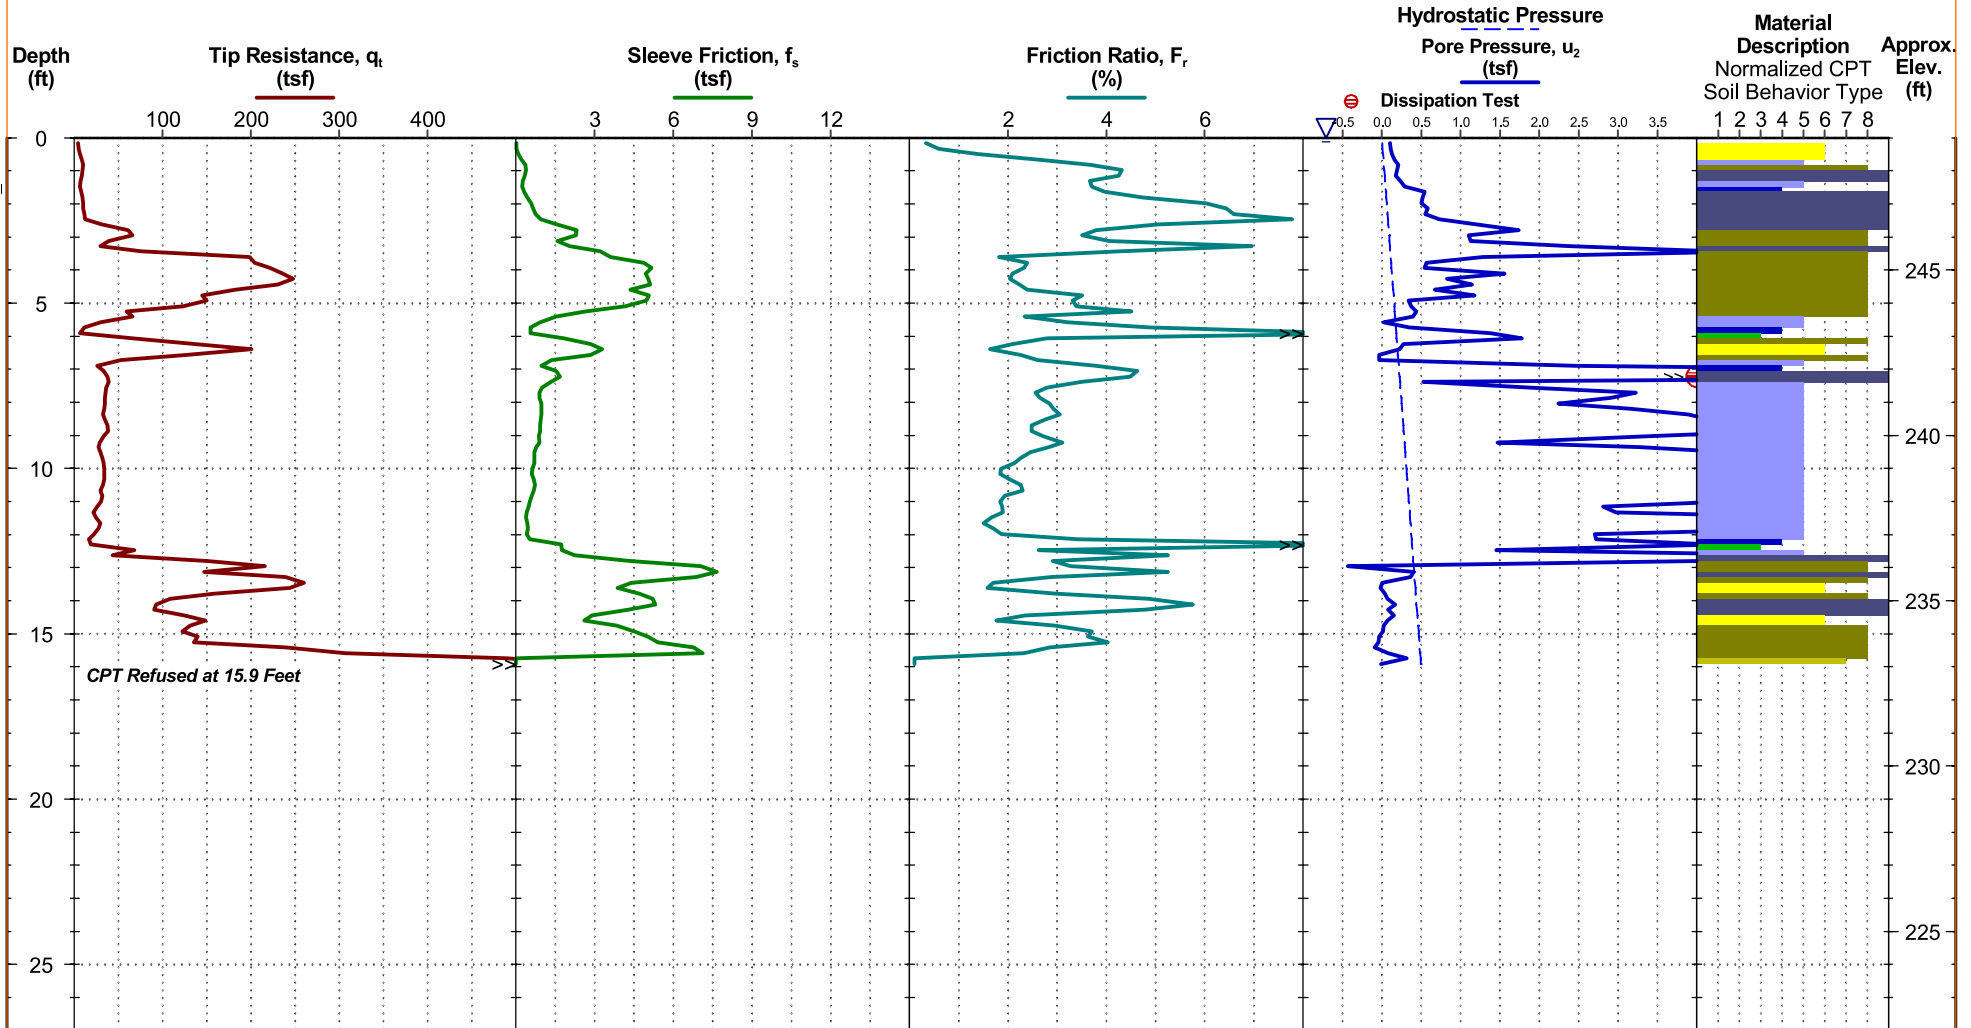 Depth
(ft)
Tip Resistance, qt
(tsf)
100 200 300 400
Sleeve Friction, fs
(tsf)
3 6 9 12
Friction Ratio, Fr
(%)
2 4 6
Hydrostatic Pressure
Pore Pressure, u2
(tsf)
Dissipation Test
-0.5 0.0 0.5 1.0 1.5 2.0 2.5 3.0 3.5
Material
Description
Normalized CPT
Soil Behavior Type
1 2 3 4 5 6 7 8
Approx.
Elev.
(ft)
0
245
5
>>
>>
240
10
>>
235
15
>>
CPT Refused at 15.9 Feet
230
20
225
25